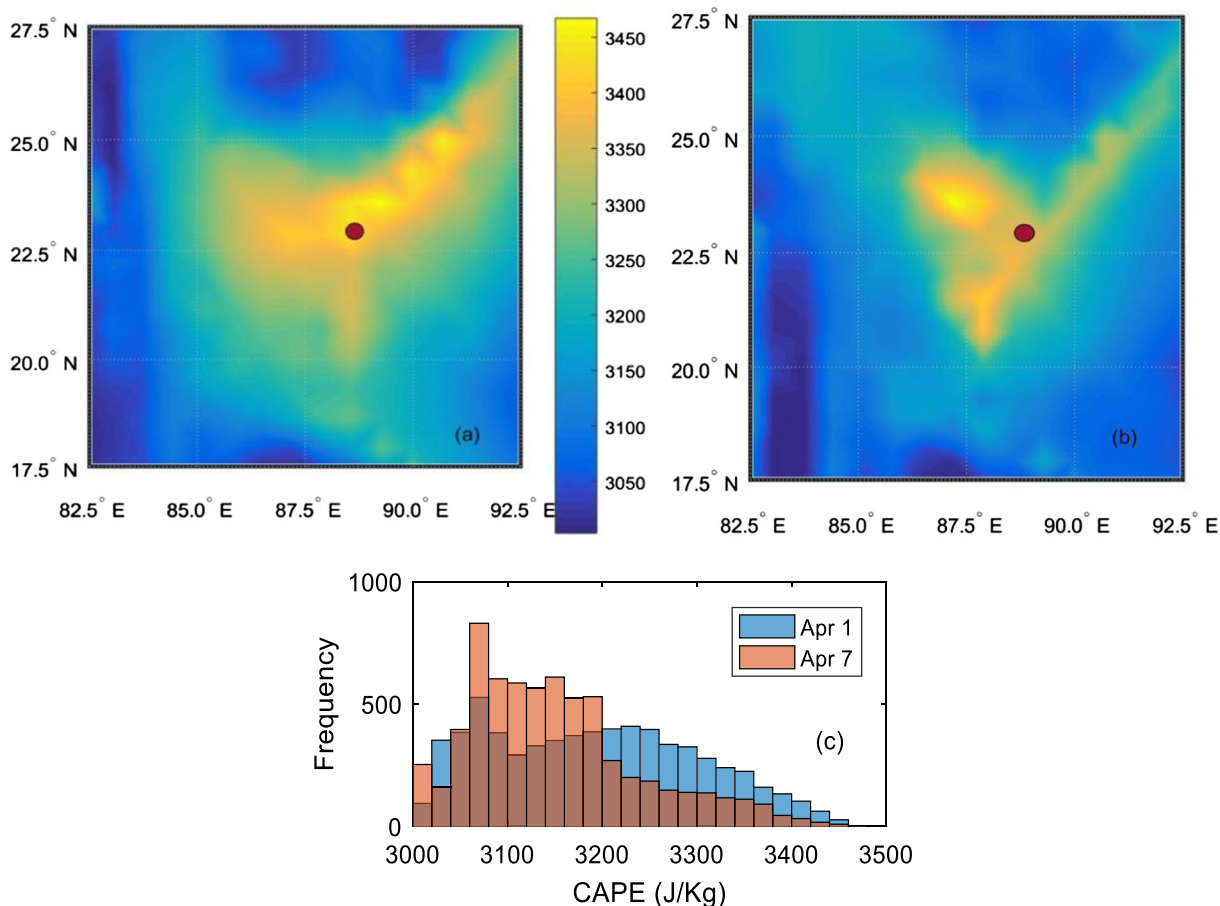 27.5° N
25.0° N
22.5° N
20.0° N
17.5° N
82.5° E 85.0° E 87.5° E 90.0° E 92.5° E
(a)
3450
3400
3350
3300
3250
3200
3150
3100
3050
27.5° N
25.0° N
22.5° N
20.0° N
17.5° N
82.5° E 85.0° E 87.5° E 90.0° E 92.5° E
(b)
1000
500
0
Frequency
Apr 1
Apr 7
(c)
3000 3100 3200 3300 3400 3500
CAPE (J/Kg)